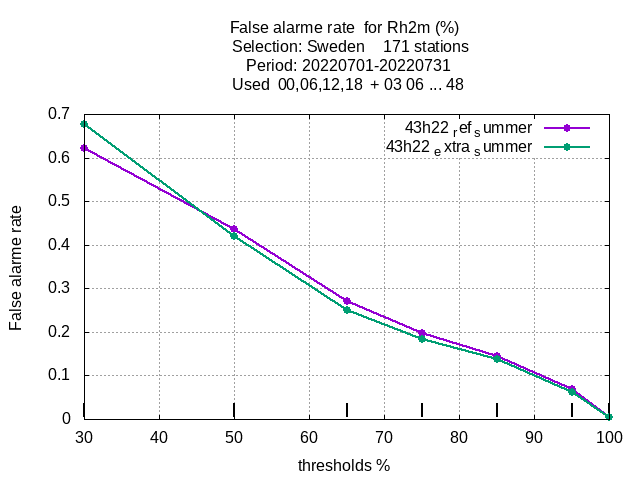 False alarme rate  for Rh2m (%)
Selection: Sweden    171 stations
Period: 20220701-20220731
Used  00,06,12,18  + 03 06 ... 48
43h22 ref summer
43h22 extra summer
False alarme rate
0.7
0.6
0.5
0.4
0.3
0.2
0.1
0
30 40 50 60 70 80 90 100
thresholds %